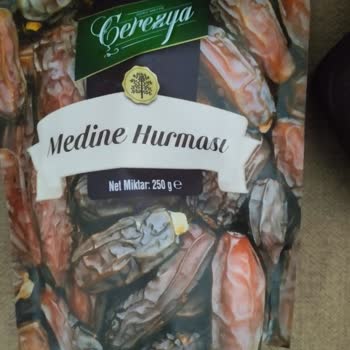 Çerezya
Medine Hurması
Net Miktar: 250 g e